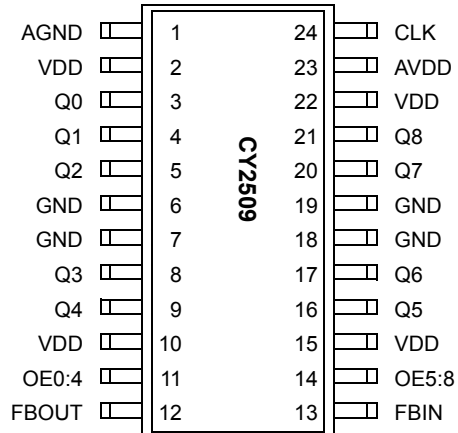 AGND 1 24 CLK
VDD 2 23 AVDD
Q0 3 22 VDD
Q1 4 21 Q8
Q2 5 20 Q7
GND 6 19 GND
GND 7 18 GND
Q3 8 17 Q6
Q4 9 16 Q5
VDD 10 15 VDD
OE0:4 11 14 OE5:8
FBOUT 12 13 FBIN
CY2509